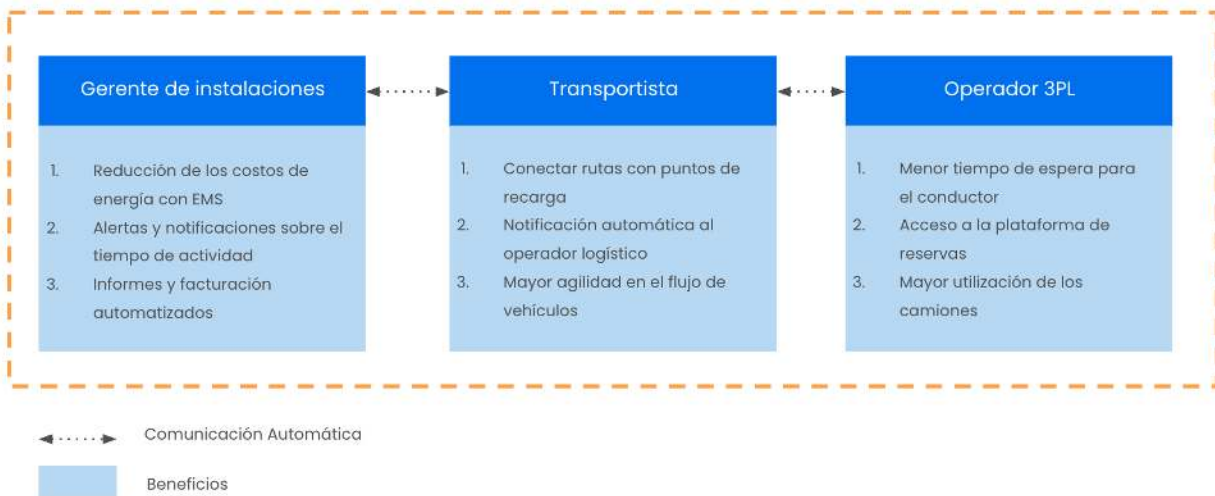 Gerente de instalaciones
1. Reducción de los costos de
energía con EMS
2. Alertas y notificaciones sobre el
tiempo de actividad
3. Informes y facturación
automatizados
Transportista
1. Conectar rutas con puntos de
recarga
2. Notificación automática al
operador logístico
3. Mayor agilidad en el flujo de
vehículos
Operador 3PL
1. Menor tiempo de espera para
el conductor
2. Acceso a la plataforma de
reservas
3. Mayor utilización de los
camiones
Comunicación Automática
Beneficios